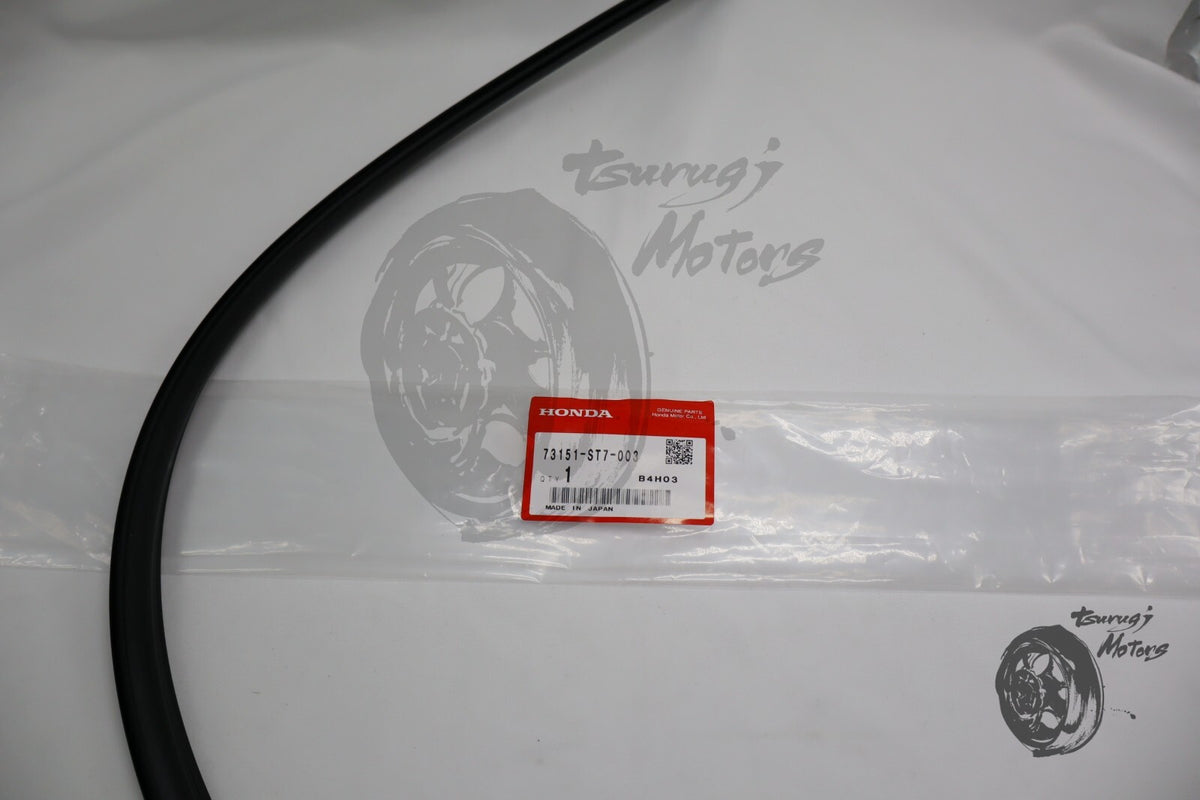 tsurugi
Motors
HONDA
GENUINE PARTS
Honda Motor Co., Ltd
73151-ST7-003
QTY 1
B4H03
MADE IN JAPAN
tsurugi
Motors